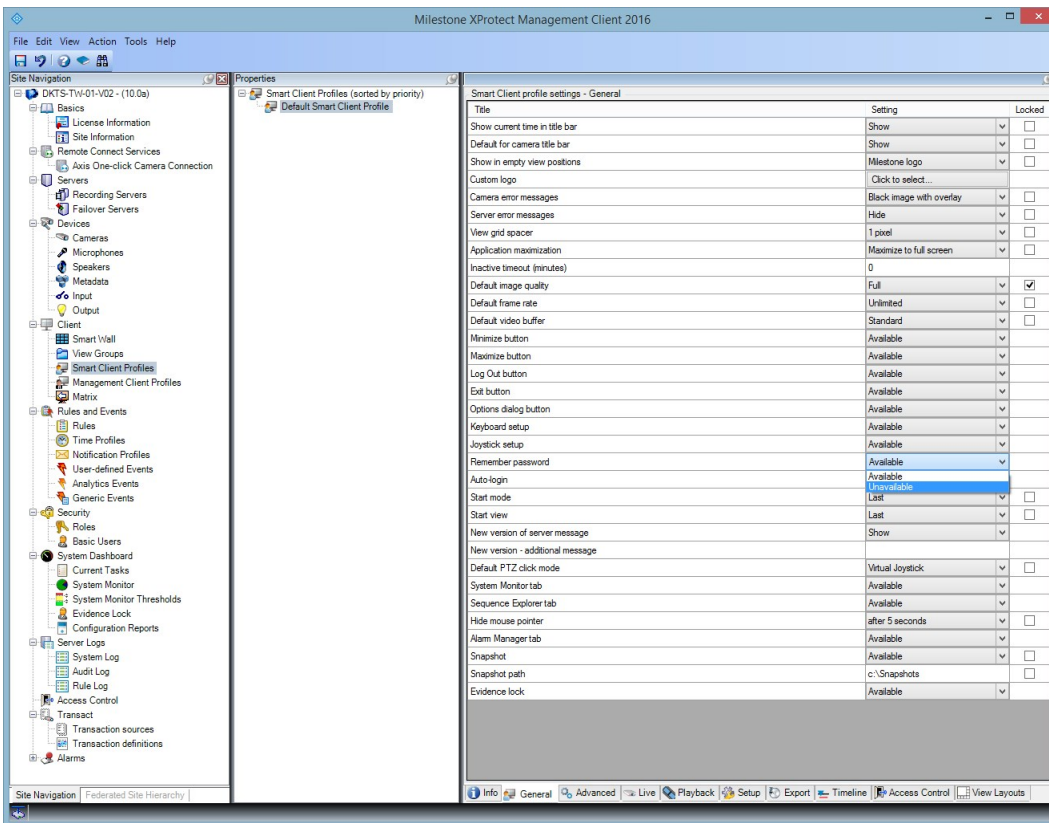 Milestone XProtect Management Client 2016
File Edit View Action Tools Help
Site Navigation
DKTS-TW-01-V02 - (10.0a)
Basics
License Information
Site Information
Remote Connect Services
Axis One-click Camera Connection
Servers
Recording Servers
Failover Servers
Devices
Cameras
Microphones
Speakers
Metadata
Input
Output
Client
Smart Wall
View Groups
Smart Client Profiles
Management Client Profiles
Matrix
Rules and Events
Rules
Time Profiles
Notification Profiles
User-defined Events
Analytics Events
Generic Events
Security
Roles
Basic Users
System Dashboard
Current Tasks
System Monitor
System Monitor Thresholds
Evidence Lock
Configuration Reports
Server Logs
System Log
Audit Log
Rule Log
Access Control
Transact
Transaction sources
Transaction definitions
Alarms
Site Navigation Federated Site Hierarchy
Properties
Smart Client Profiles (sorted by priority)
Default Smart Client Profile
Smart Client profile settings - General
Title Setting Locked
Show current time in title bar Show
Default for camera title bar Show
Show in empty view positions Milestone logo
Custom logo Click to select...
Camera error messages Black image with overlay
Server error messages Hide
View grid spacer 1 pixel
Application maximization Maximize to full screen
Inactive timeout (minutes) 0
Default image quality Full
Default frame rate Unlimited
Default video buffer Standard
Minimize button Available
Maximize button Available
Log Out button Available
Exit button Available
Options dialog button Available
Keyboard setup Available
Joystick setup Available
Remember password Available
Auto-login Available
Unavailable
Start mode Last
Start view Last
New version of server message Show
New version - additional message
Default PTZ click mode Virtual Joystick
System Monitor tab Available
Sequence Explorer tab Available
Hide mouse pointer after 5 seconds
Alarm Manager tab Available
Snapshot Available
Snapshot path c:\Snapshots
Evidence lock Available
Info General Advanced Live Playback Setup Export Timeline Access Control View Layouts